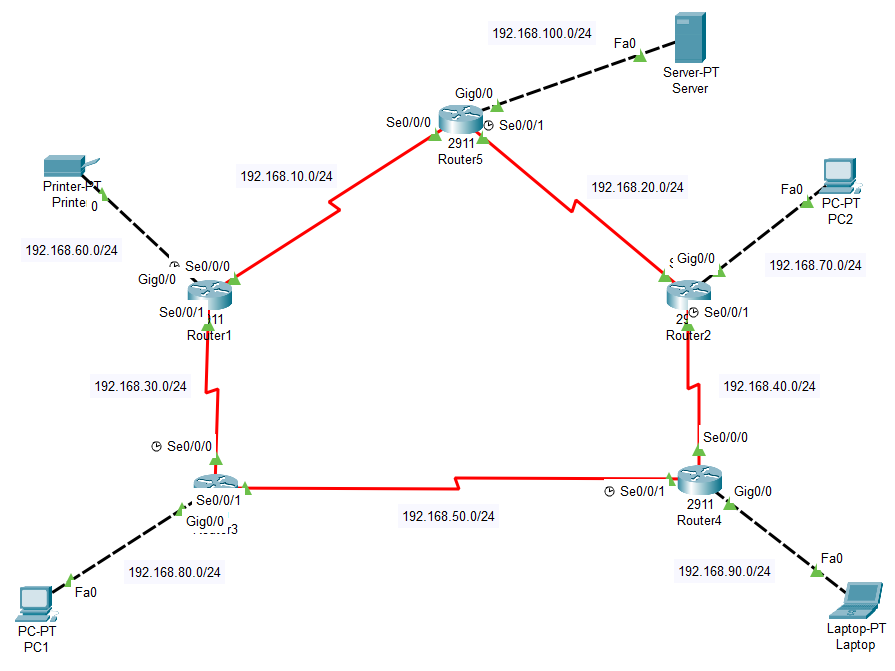 192.168.100.0/24
Fa0
Server-PT
Server
Gig0/0
Se0/0/0
Se0/0/1
2911
Router5
192.168.10.0/24
192.168.20.0/24
Printer-PT
Printe
0
Fa0
PC-PT
PC2
192.168.60.0/24
Se0/0/0
Gig0/0
Se0/0/1
Router1
Gig0/0
192.168.70.0/24
Se0/0/1
Router2
192.168.30.0/24
192.168.40.0/24
Se0/0/0
Se0/0/0
Se0/0/1
Gig0/0
Se0/0/1
Gig0/0
2911
Router4
192.168.50.0/24
192.168.80.0/24
192.168.90.0/24
Fa0
Fa0
PC-PT
PC1
Laptop-PT
Laptop